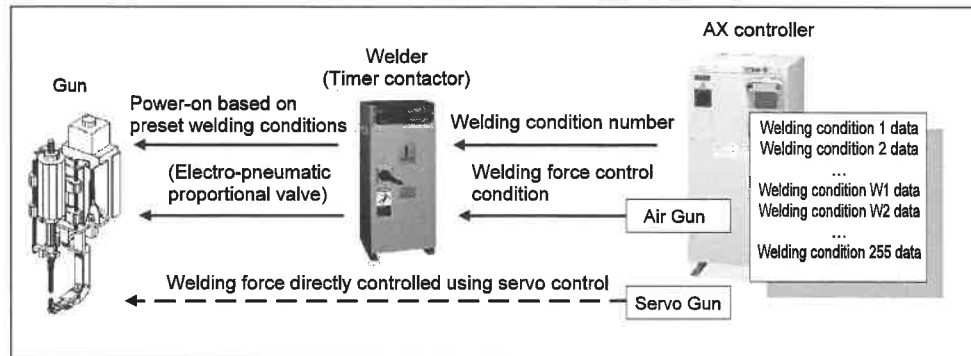 AX controller
Welder
(Timer contactor)
Gun
Power-on based on
preset welding conditions
Welding condition number
(Electro-pneumatic
proportional valve)
Welding force control
condition
Air Gun
Welding condition 1 data
Welding condition 2 data
...
Welding condition W1 data
Welding condition W2 data
...
Welding condition 255 data
Welding force directly controlled using servo control
Servo Gun